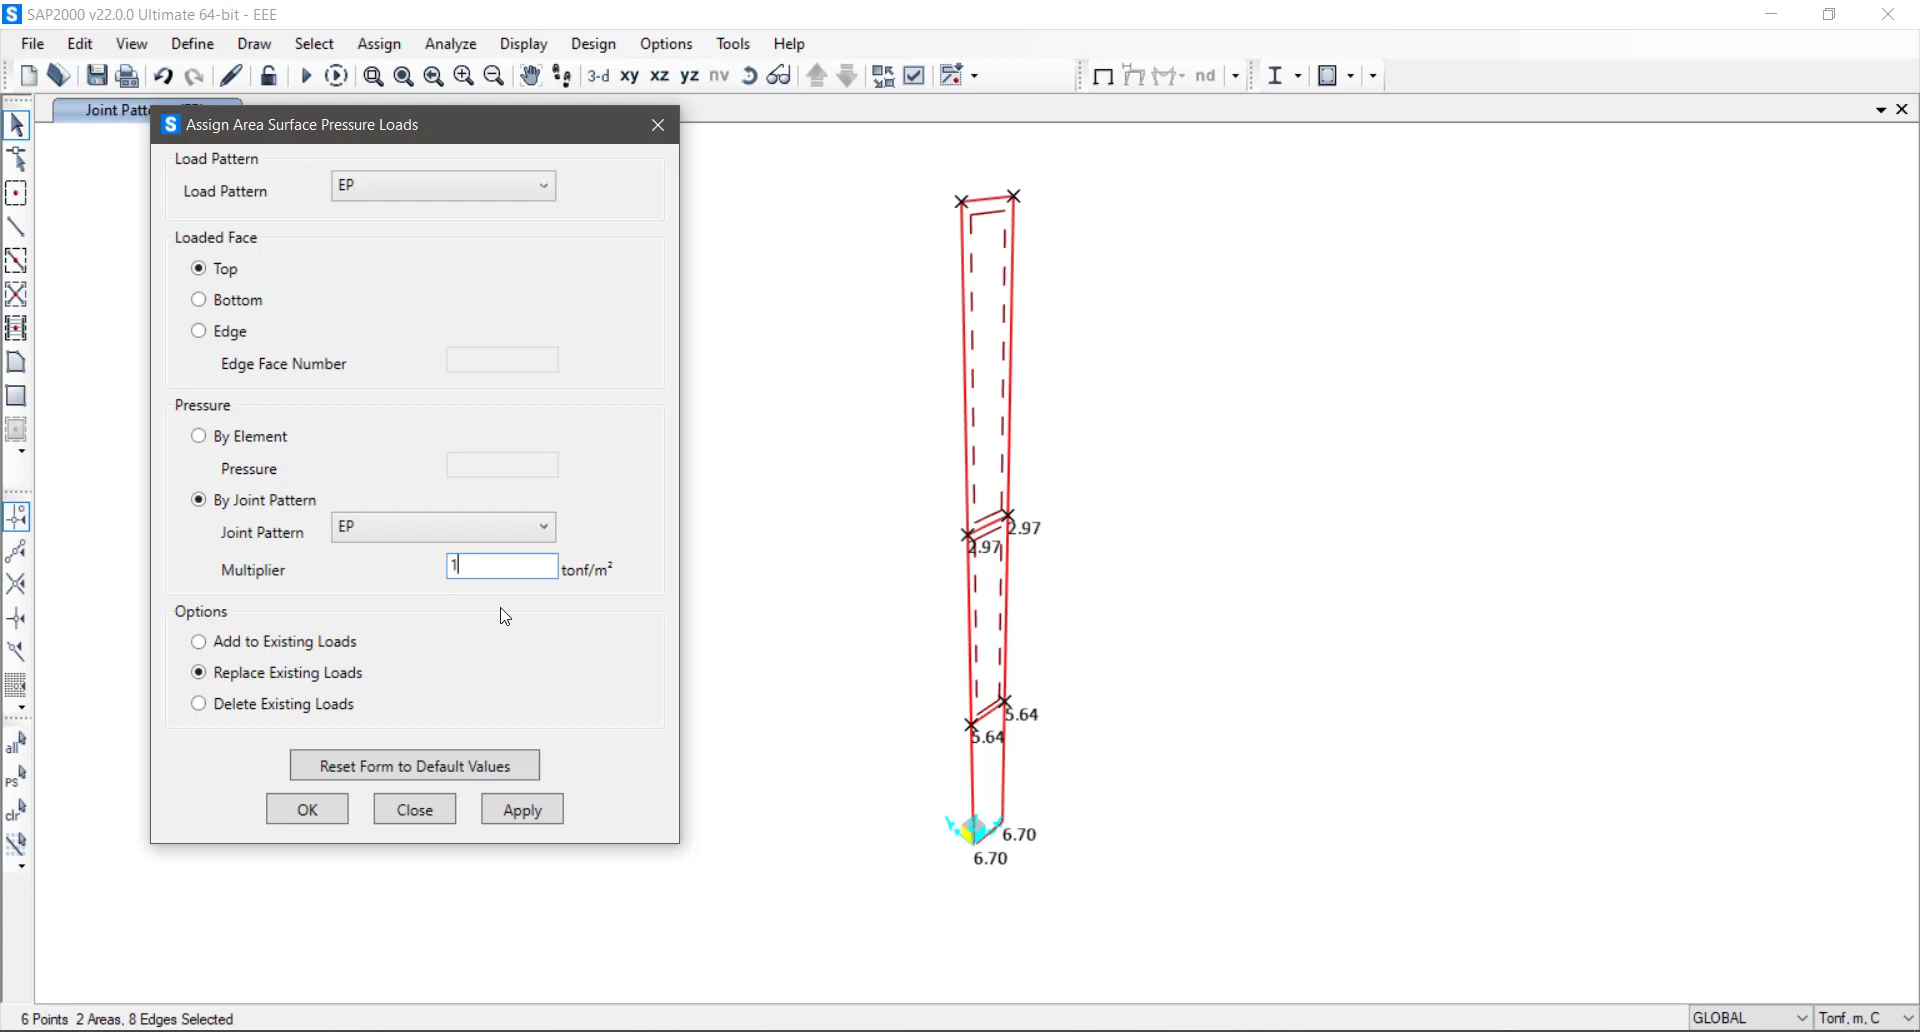 SAP2000 v22.0.0 Ultimate 64-bit - EEE
File Edit View Define Draw Select Assign Analyze Display Design Options Tools Help
3-d xy xz yz nv nd
Joint Patte
Assign Area Surface Pressure Loads
Load Pattern
Load Pattern EP
Loaded Face
Top
Bottom
Edge
Edge Face Number
Pressure
By Element
Pressure
By Joint Pattern
Joint Pattern EP
Multiplier 1 tonf/m²
Options
Add to Existing Loads
Replace Existing Loads
Delete Existing Loads
Reset Form to Default Values
OK Close Apply
2.97
2.97
5.64
5.64
6.70
6.70
all
PS
clr
6 Points 2 Areas, 8 Edges Selected
GLOBAL Tonf, m, C